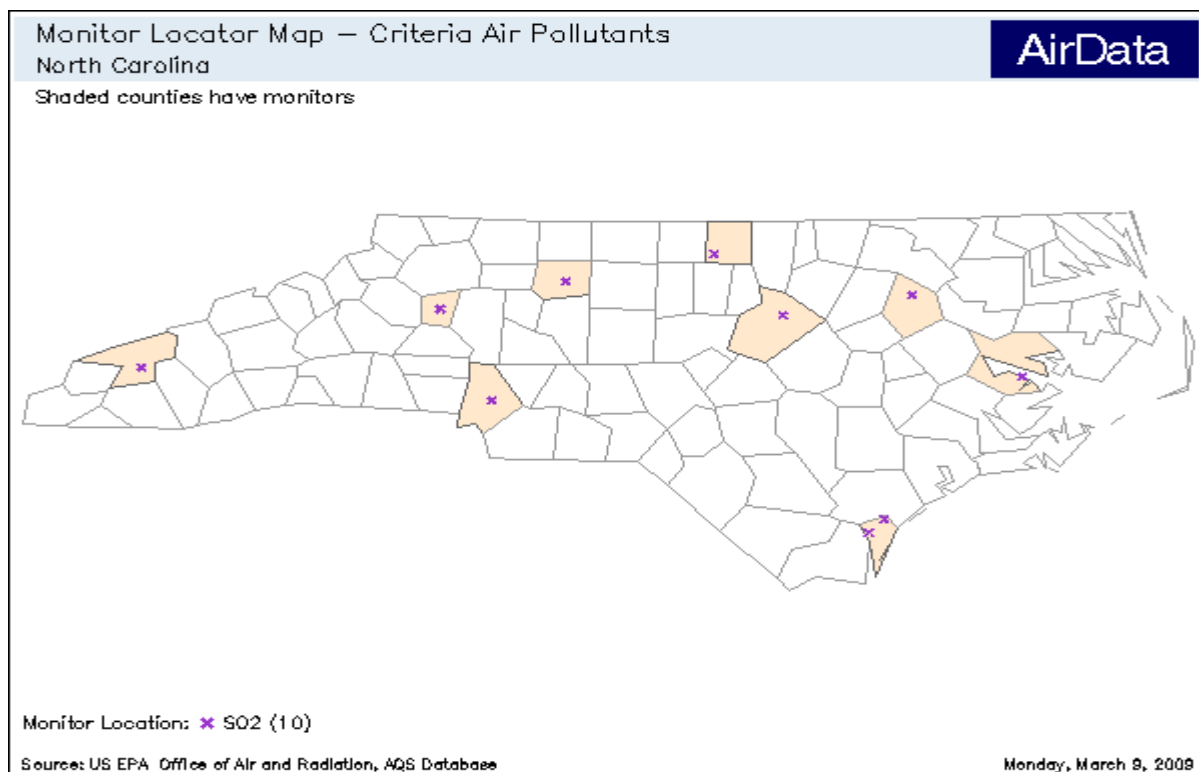 Monitor Locator Map – Criteria Air Pollutants
North Carolina
AirData
Shaded counties have monitors
Monitor Location: × SO2 (10)
Source: US EPA Office of Air and Radiation, AQS Database
Monday, March 9, 2009